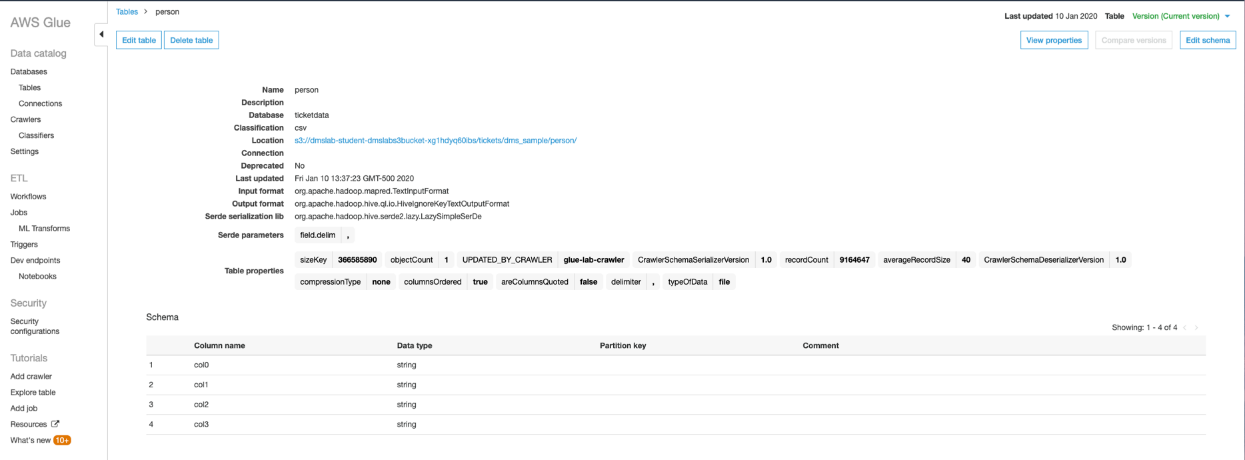 AWS Glue
Data catalog
Databases
Tables
Connections
Crawlers
Classifiers
Settings
ETL
Workflows
Jobs
ML Transforms
Triggers
Dev endpoints
Notebooks
Security
Security
configurations
Tutorials
Add crawler
Explore table
Add job
Resources
What's new 10+
Tables > person
Last updated 10 Jan 2020 Table Version (Current version)
Edit table Delete table
View properties Compare versions Edit schema
Name person
Description
Database ticketdata
Classification csv
Location s3://dmslab-student-dmslabs3bucket-xg1hdyq60ibs/tickets/dms_sample/person/
Connection
Deprecated No
Last updated Fri Jan 10 13:37:23 GMT-500 2020
Input format org.apache.hadoop.mapred.TextInputFormat
Output format org.apache.hadoop.hive.ql.io.HiveIgnoreKeyTextOutputFormat
Serde serialization lib org.apache.hadoop.hive.serde2.lazy.LazySimpleSerDe
Serde parameters field.delim ,
Table properties
sizeKey 366585890 objectCount 1 UPDATED_BY_CRAWLER glue-lab-crawler CrawlerSchemaSerializerVersion 1.0 recordCount 9164647 averageRecordSize 40 CrawlerSchemaDeserializerVersion 1.0
compressionType none columnsOrdered true areColumnsQuoted false delimiter , typeOfData file
Schema
Showing: 1 - 4 of 4 < >
Column name Data type Partition key Comment
1 col0 string
2 col1 string
3 col2 string
4 col3 string